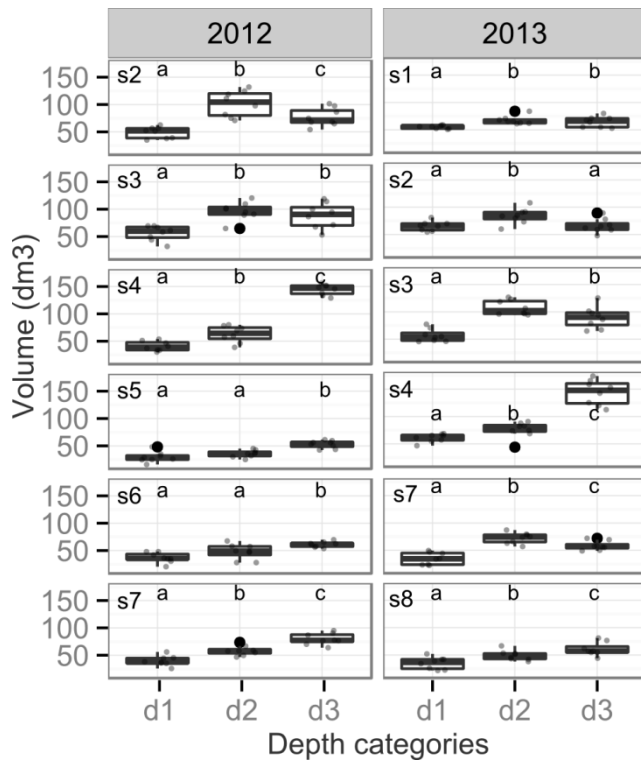 2012 2013
Volume (dm3)
150 s2 a b c s1 a b b
100
50
150 s3 a b b s2 a b a
100
50
150 s4 a b c s3 a b b
100
50
150 s5 a a b s4 a b c
100
50
150 s6 a a b s7 a b c
100
50
150 s7 a b c s8 a b c
100
50
d1 d2 d3 d1 d2 d3
Depth categories